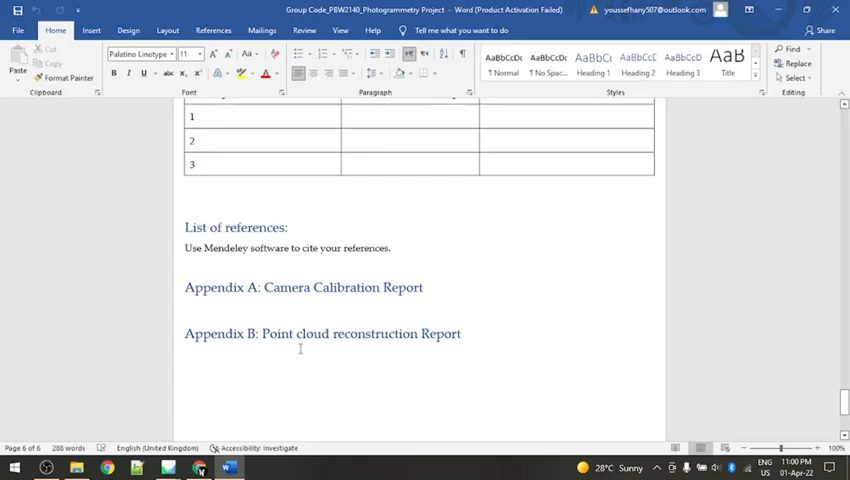 Group Code_PBW2140_Photogrammetry Project - Word (Product Activation Failed)
youssefhany507@outlook.com
File Home Insert Design Layout References Mailings Review View Help Tell me what you want to do Share
Paste
Cut
Copy
Format Painter
Clipboard
Palatino Linotype 11
Font
Paragraph
AaBbCcDc AaBbCcDc AaBbC AaBbCcD AaBbCcD AaB
¶ Normal ¶ No Spac... Heading 1 Heading 2 Heading 3 Title
Styles
Find
Replace
Select
Editing
1
2
3
List of references:
Use Mendeley software to cite your references.
Appendix A: Camera Calibration Report
Appendix B: Point cloud reconstruction Report
Page 6 of 6 288 words English (United Kingdom) Accessibility: Investigate 100%
28°C Sunny
ENG
US
11:00 PM
01-Apr-22